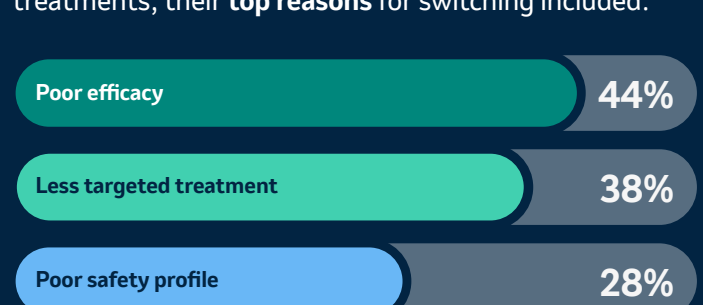 treatments, their top reasons for switching included:
Poor efficacy
44%
Less targeted treatment
38%
Poor safety profile
28%